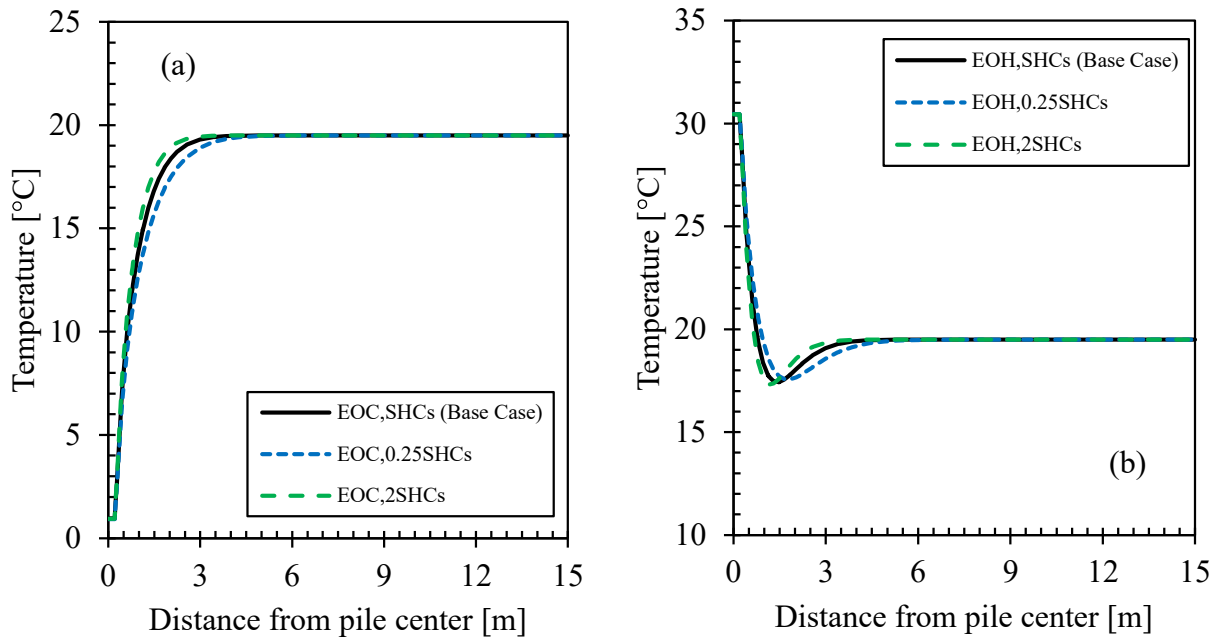 (a)
Temperature [°C]
25
20
15
10
5
0
EOC,SHCs (Base Case)
EOC,0.25SHCs
EOC,2SHCs
0 3 6 9 12 15
Distance from pile center [m]
Temperature [°C]
35
30
25
20
15
10
EOH,SHCs (Base Case)
EOH,0.25SHCs
EOH,2SHCs
(b)
0 3 6 9 12 15
Distance from pile center [m]